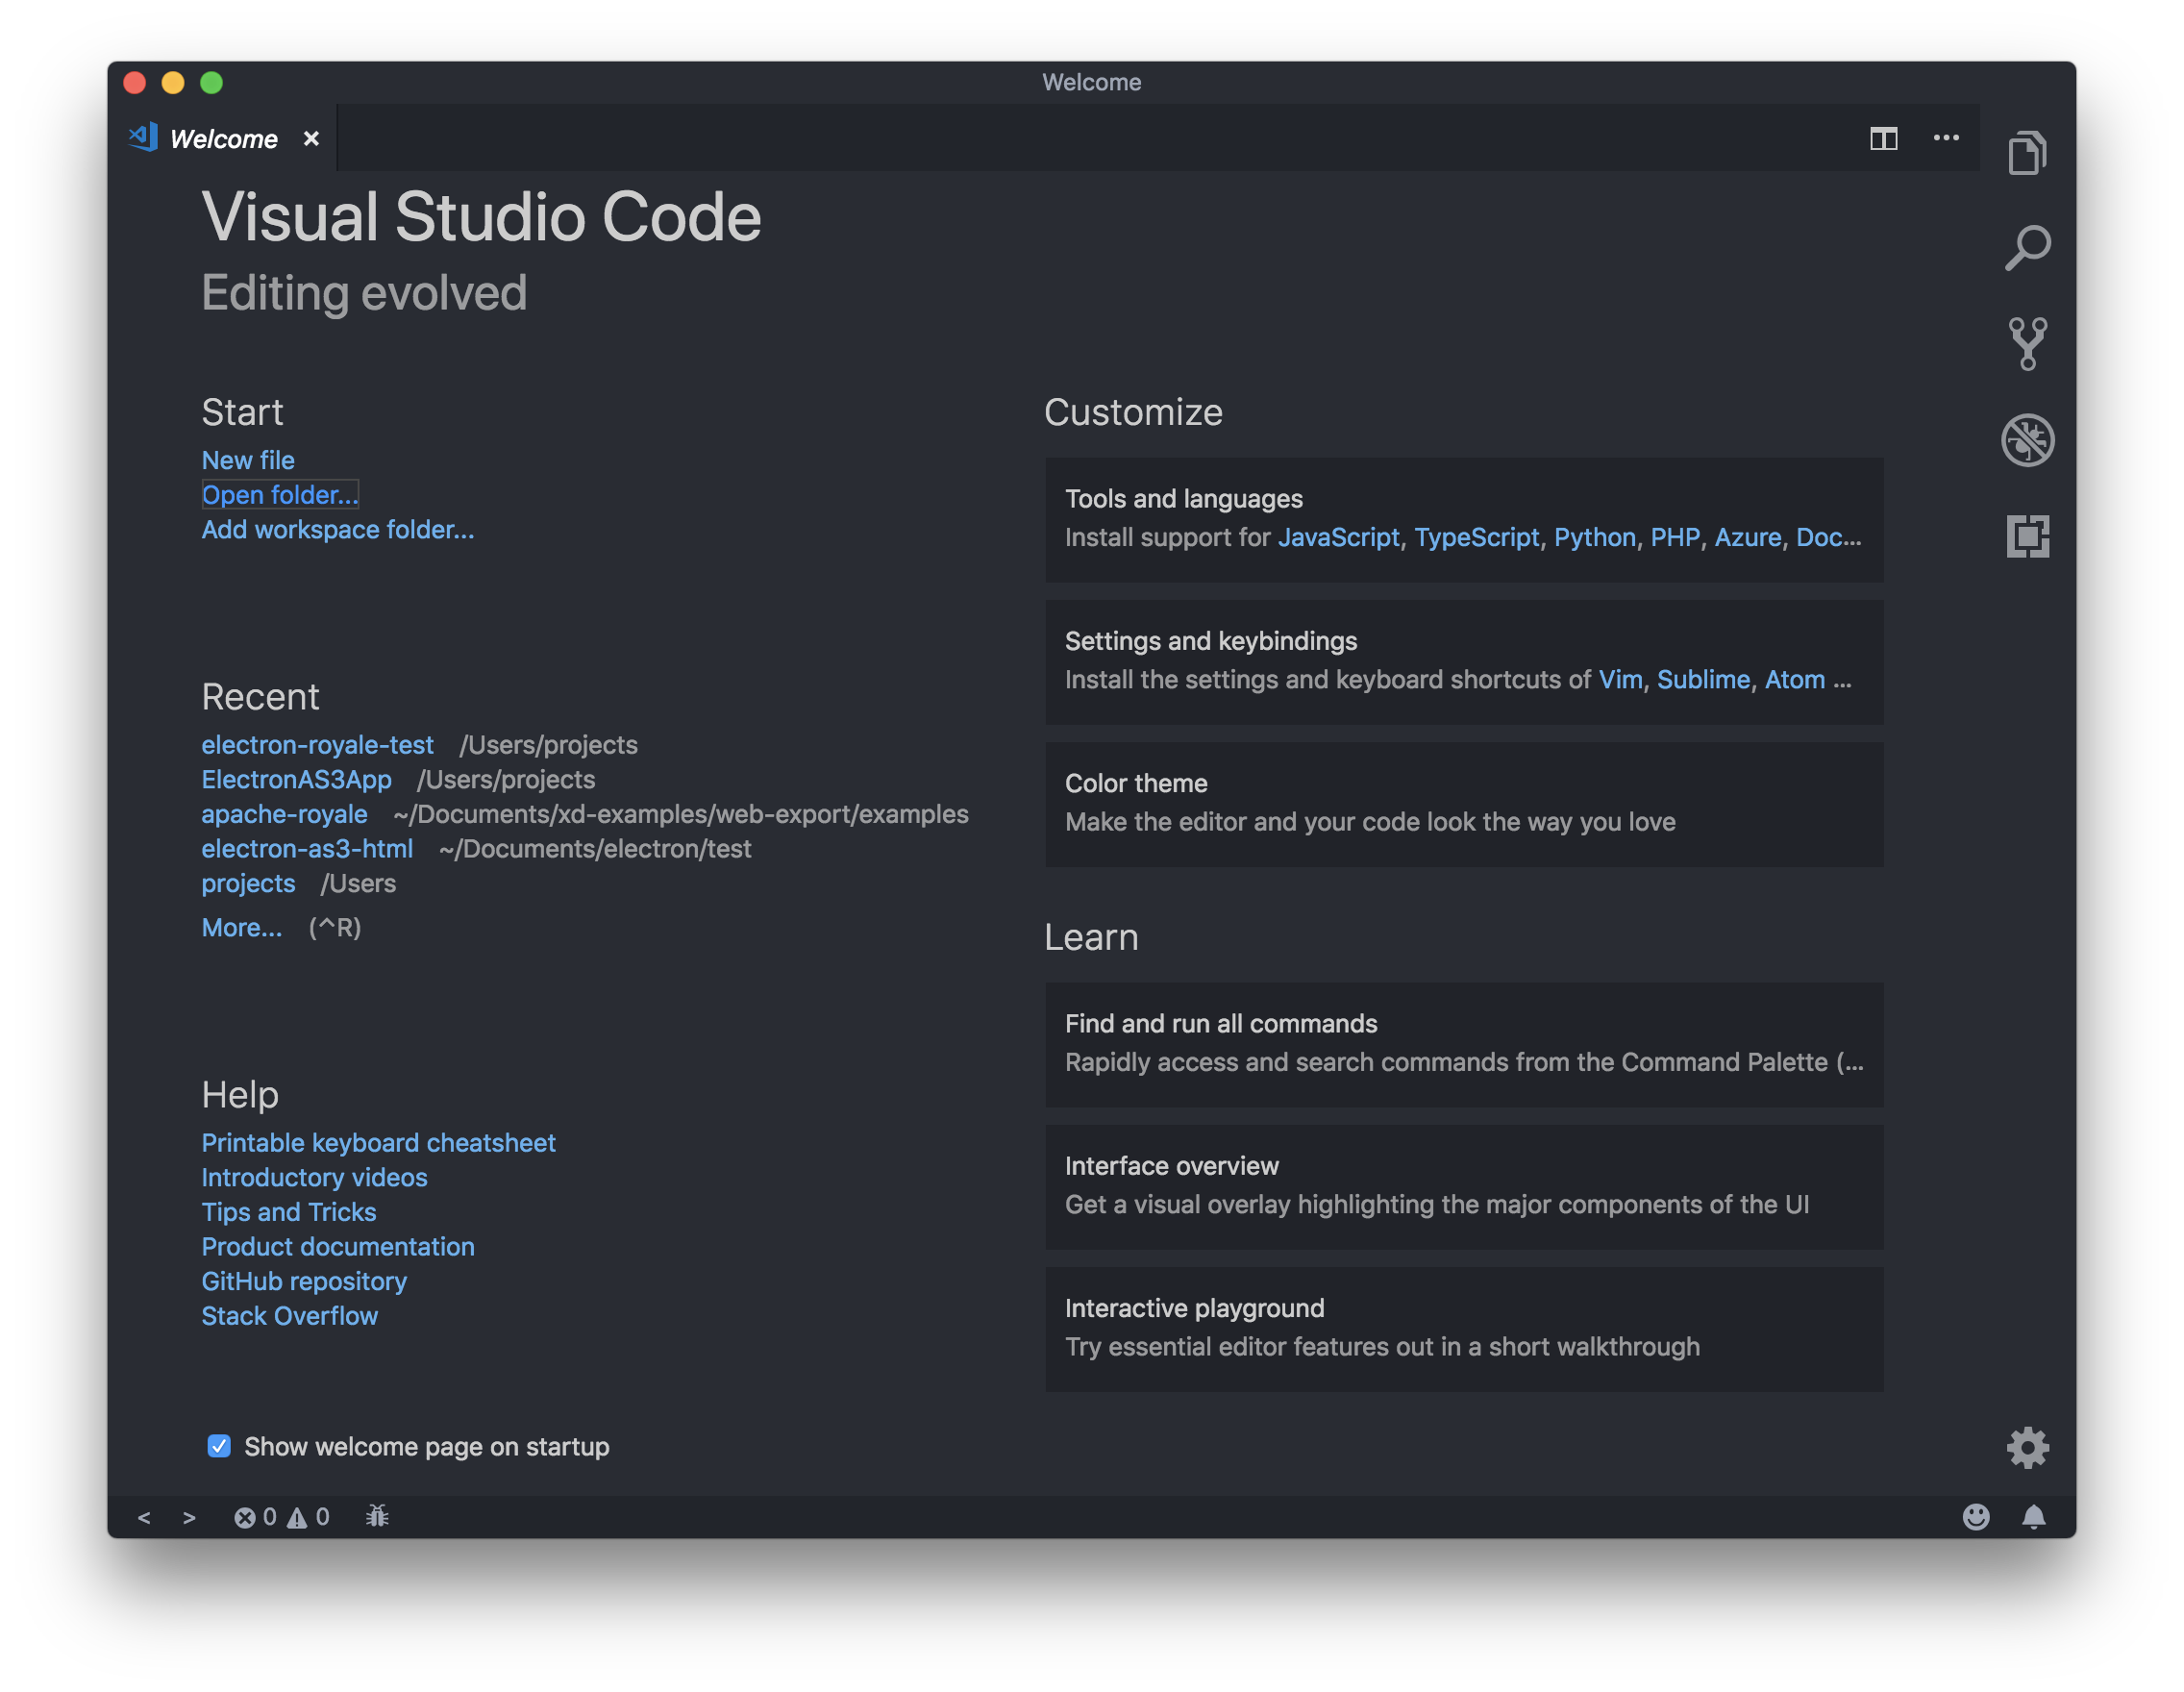 Welcome
Welcome
Visual Studio Code
Editing evolved
Start
New file
Open folder...
Add workspace folder...
Recent
electron-royale-test /Users/projects
ElectronAS3App /Users/projects
apache-royale ~/Documents/xd-examples/web-export/examples
electron-as3-html ~/Documents/electron/test
projects /Users
More... (^R)
Help
Printable keyboard cheatsheet
Introductory videos
Tips and Tricks
Product documentation
GitHub repository
Stack Overflow
Show welcome page on startup
Customize
Tools and languages
Install support for JavaScript, TypeScript, Python, PHP, Azure, Doc...
Settings and keybindings
Install the settings and keyboard shortcuts of Vim, Sublime, Atom ...
Color theme
Make the editor and your code look the way you love
Learn
Find and run all commands
Rapidly access and search commands from the Command Palette (...
Interface overview
Get a visual overlay highlighting the major components of the UI
Interactive playground
Try essential editor features out in a short walkthrough
< > 0 0